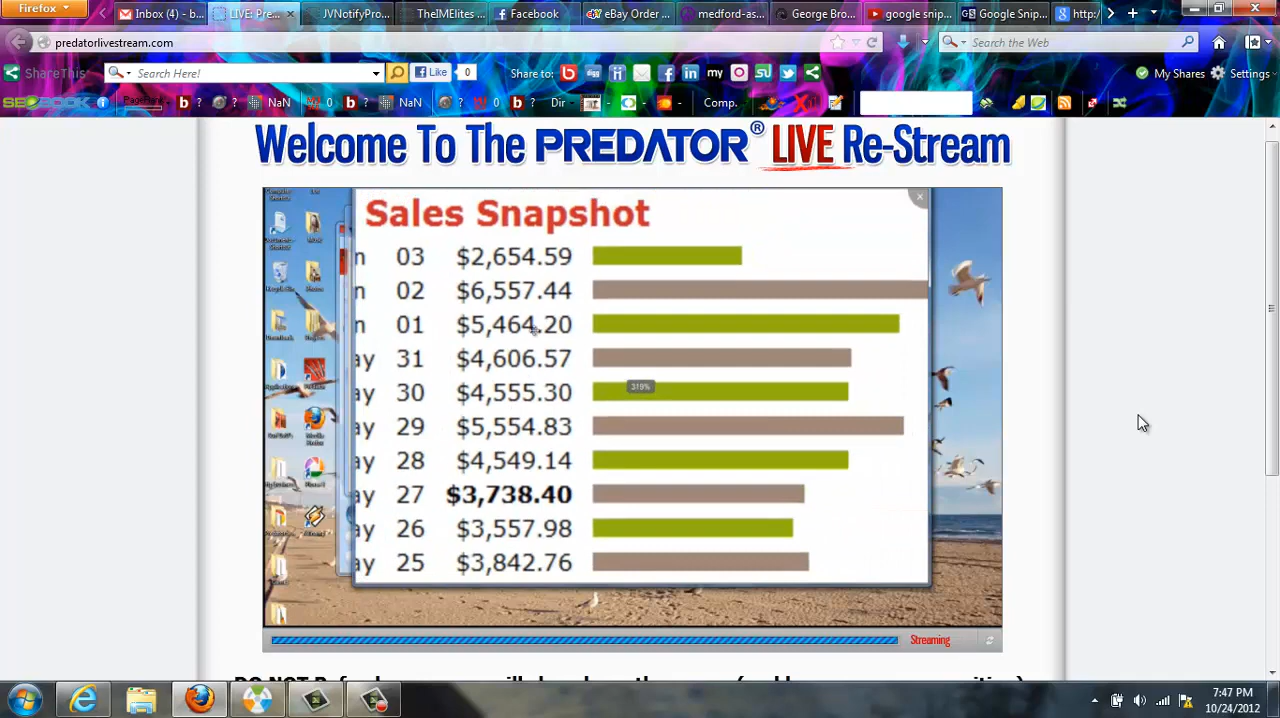 Firefox
Inbox (4) - b...
LIVE: Pre...
JVNotifyPro...
TheIMElites ...
Facebook
eBay Order ...
medford-as...
George Bro...
google snip...
Google Snip...
http:/
predatorlivestream.com
Search the Web
ShareThis
Search Here!
Like
0
Share to:
My Shares
Settings
SEOBOOK
PageRank
?
?
NaN
0
?
NaN
?
0
?
Dir
Comp.
Welcome To The PREDATOR® LIVE Re-Stream
Sales Snapshot
n 03 $2,654.59
n 02 $6,557.44
n 01 $5,464.20
ay 31 $4,606.57
ay 30 $4,555.30
319%
ay 29 $5,554.83
ay 28 $4,549.14
ay 27 $3,738.40
ay 26 $3,557.98
ay 25 $3,842.76
Streaming
7:47 PM
10/24/2012